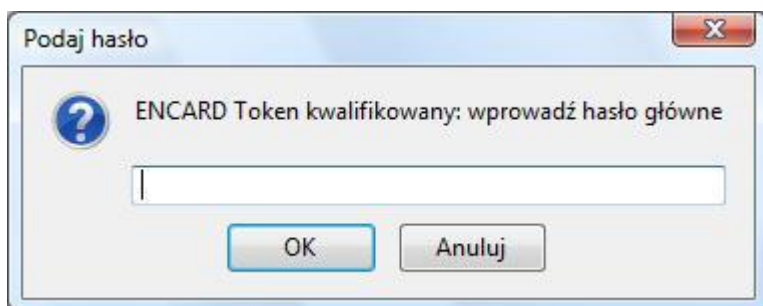 Podaj hasło
ENCARD Token kwalifikowany: wprowadź hasło główne
OK
Anuluj